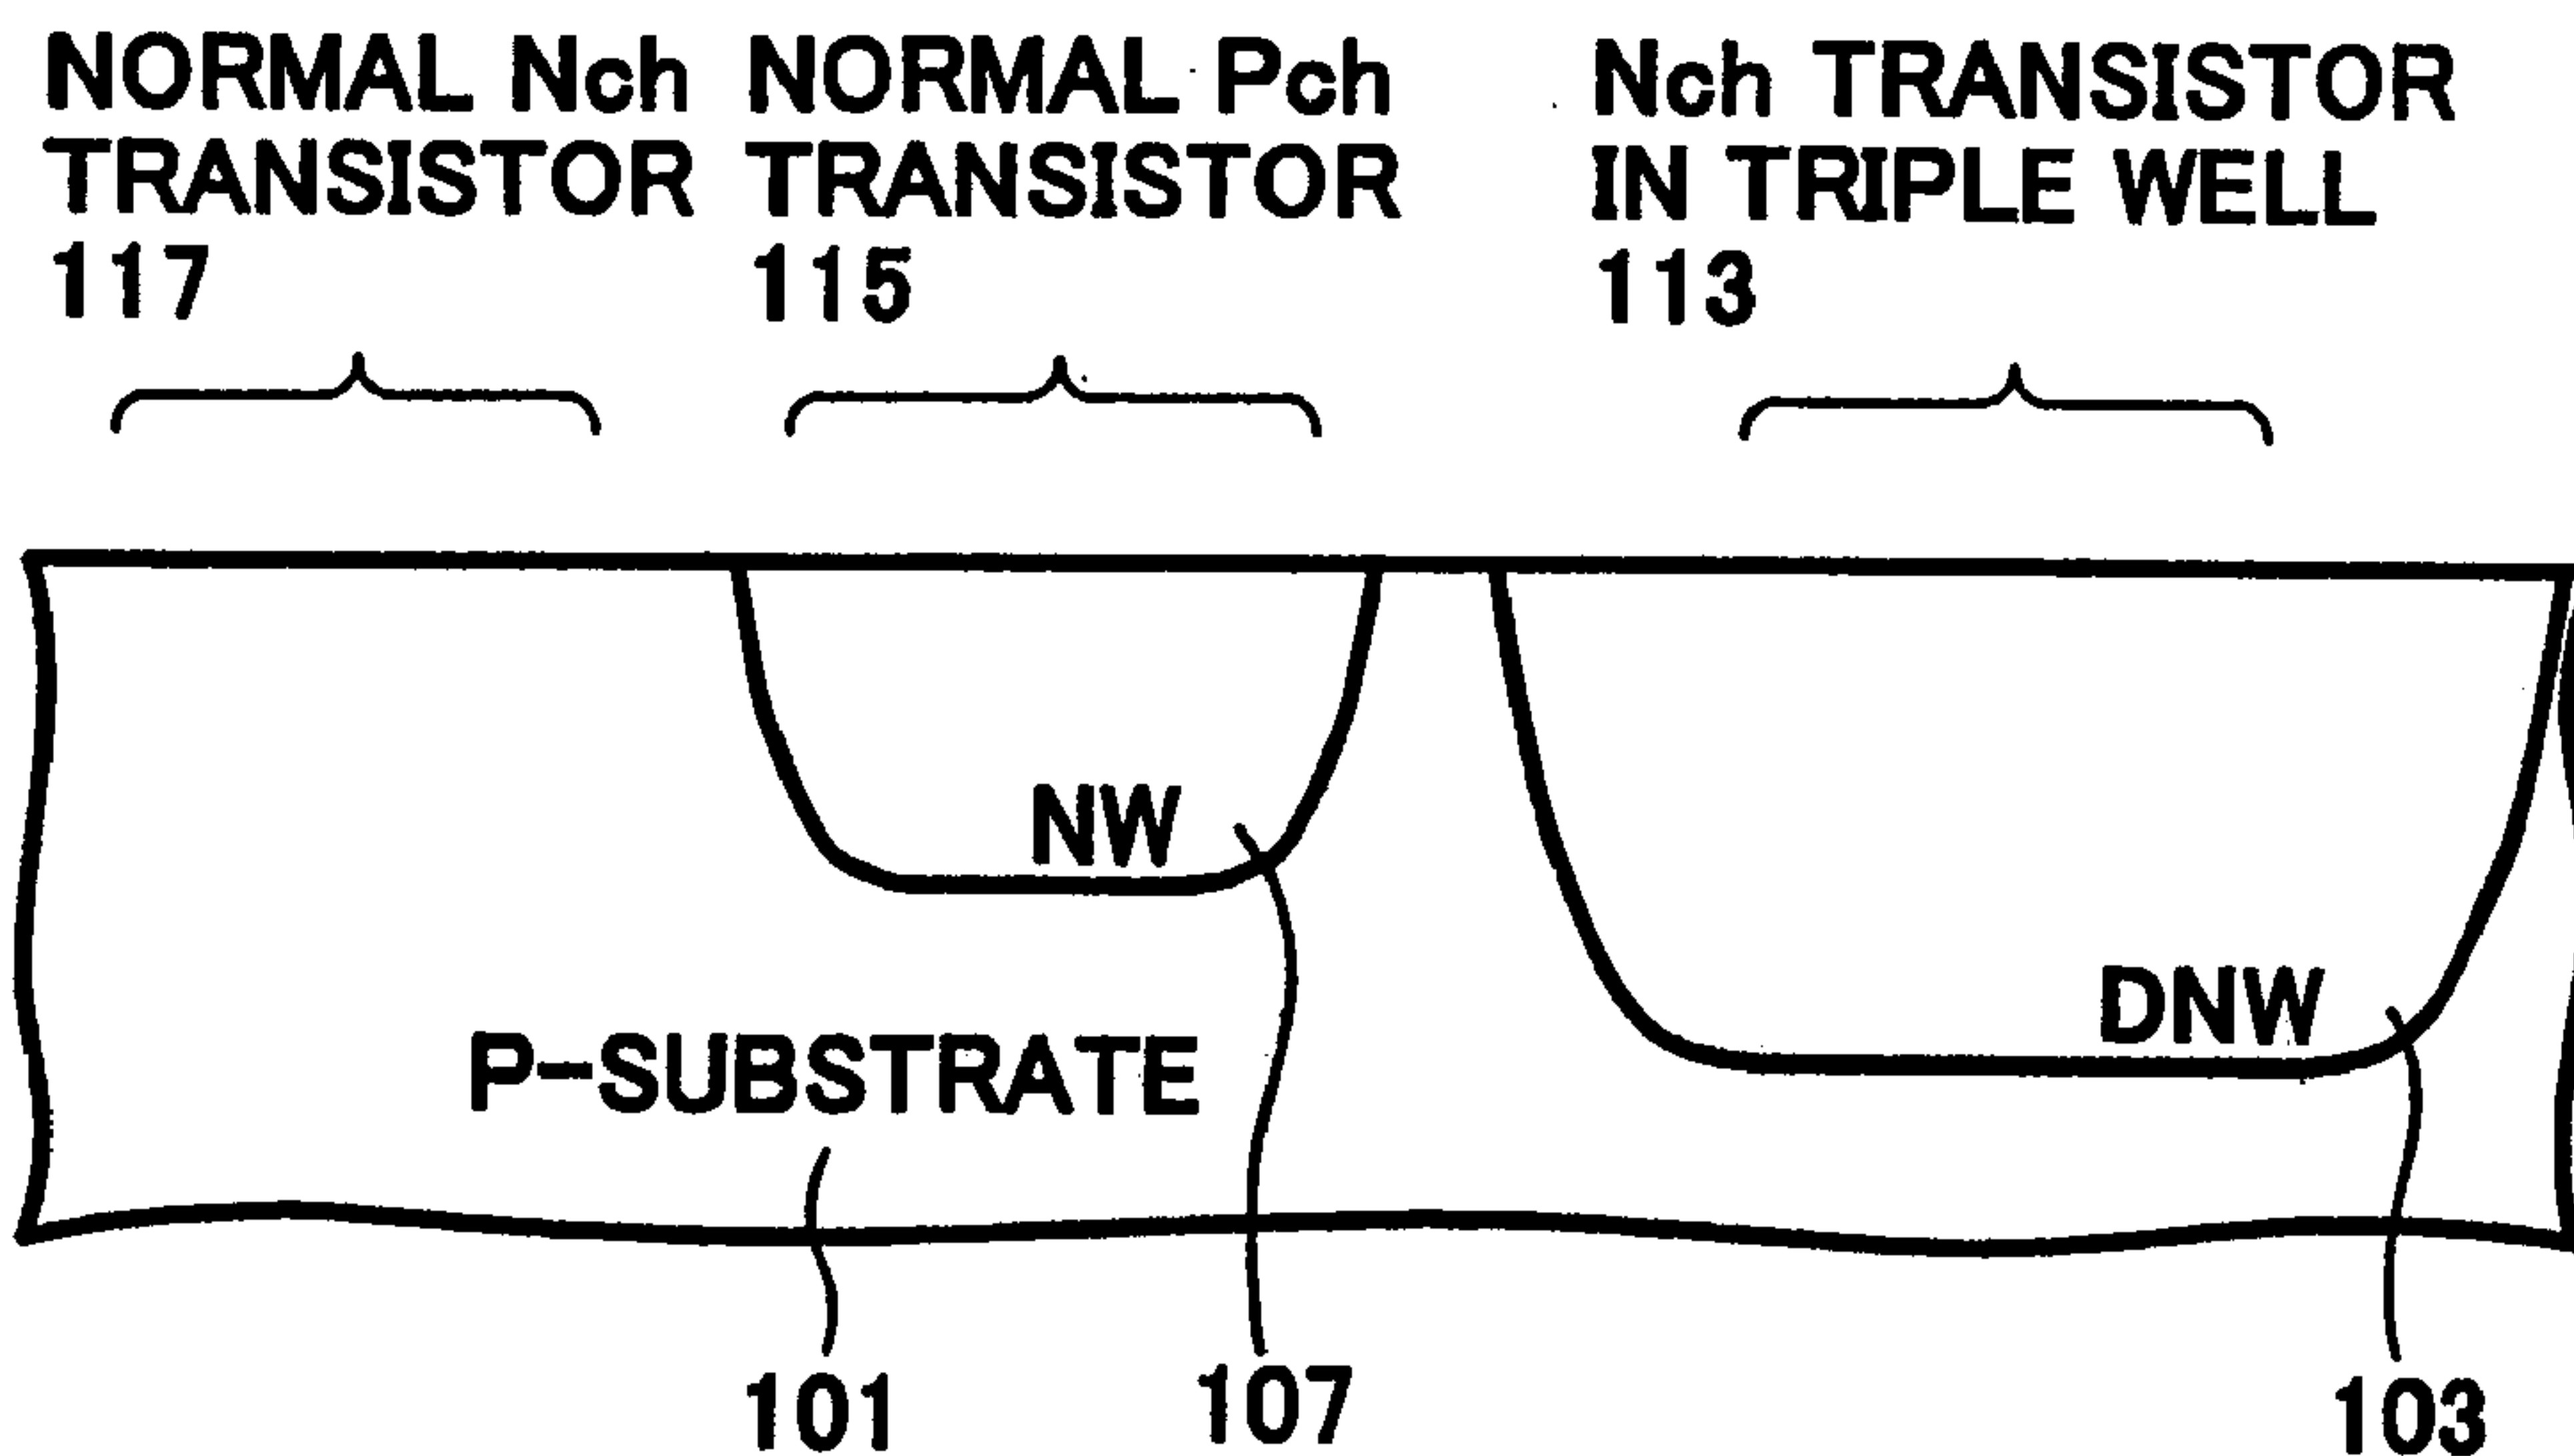 NORMAL Nch
TRANSISTOR
117
NORMAL Pch
TRANSISTOR
115
Nch TRANSISTOR
IN TRIPLE WELL
113
NW
DNW
P-SUBSTRATE
101
107
103